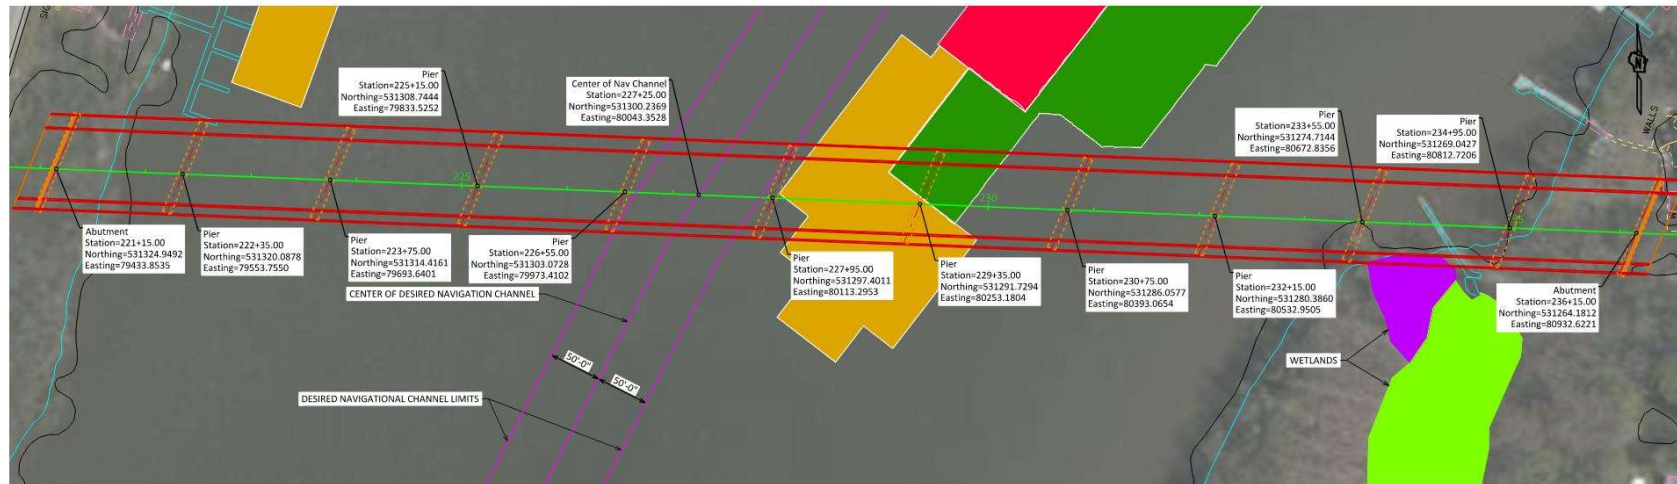 SIG
Pier
Station=225+15.00
Northing=531308.7444
Easting=79833.5252
Center of Nav Channel
Station=227+25.00
Northing=531300.2369
Easting=80043.3528
Pier
Station=233+55.00
Northing=531274.7144
Easting=80672.8356
Pier
Station=234+95.00
Northing=531269.0427
Easting=80812.7206
N
WALLS
225
230
Abutment
Station=221+15.00
Northing=531324.9492
Easting=79433.8535
Pier
Station=222+35.00
Northing=531320.0878
Easting=79553.7550
Pier
Station=223+75.00
Northing=531314.4161
Easting=79693.6401
Pier
Station=226+55.00
Northing=531303.0728
Easting=79973.4102
Pier
Station=227+95.00
Northing=531297.4011
Easting=80113.2953
Pier
Station=229+35.00
Northing=531291.7294
Easting=80253.1804
Pier
Station=230+75.00
Northing=531286.0577
Easting=80393.0654
Pier
Station=232+15.00
Northing=531280.3860
Easting=80532.9505
Abutment
Station=236+15.00
Northing=531264.1812
Easting=80932.6221
CENTER OF DESIRED NAVIGATION CHANNEL
50'-0"
50'-0"
WETLANDS
DESIRED NAVIGATIONAL CHANNEL LIMITS